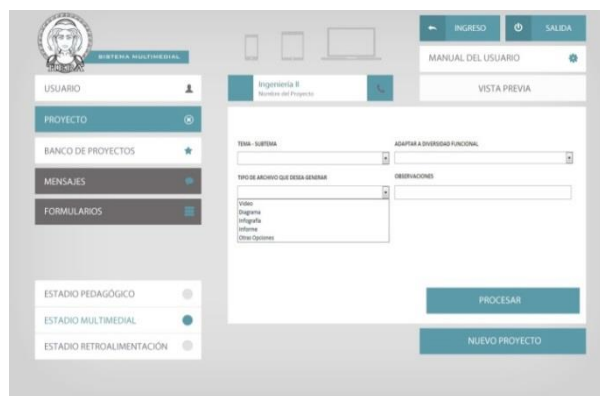 SISTEMA MULTIMEDIAL
INGRESO
SALIDA
MANUAL DEL USUARIO
USUARIO
PROYECTO
BANCO DE PROYECTOS
MENSAJES
FORMULARIOS
Ingeniería II
Nombre del Proyecto
VISTA PREVIA
TEMA - SUBTEMA
ADAPTAR A DIVERSIDAD FUNCIONAL
TIPO DE ARCHIVO QUE DESEA GENERAR
OBSERVACIONES
Video
Diagrama
Infografía
Informe
Otras Opciones
ESTADIO PEDAGÓGICO
ESTADIO MULTIMEDIAL
ESTADIO RETROALIMENTACIÓN
PROCESAR
NUEVO PROYECTO